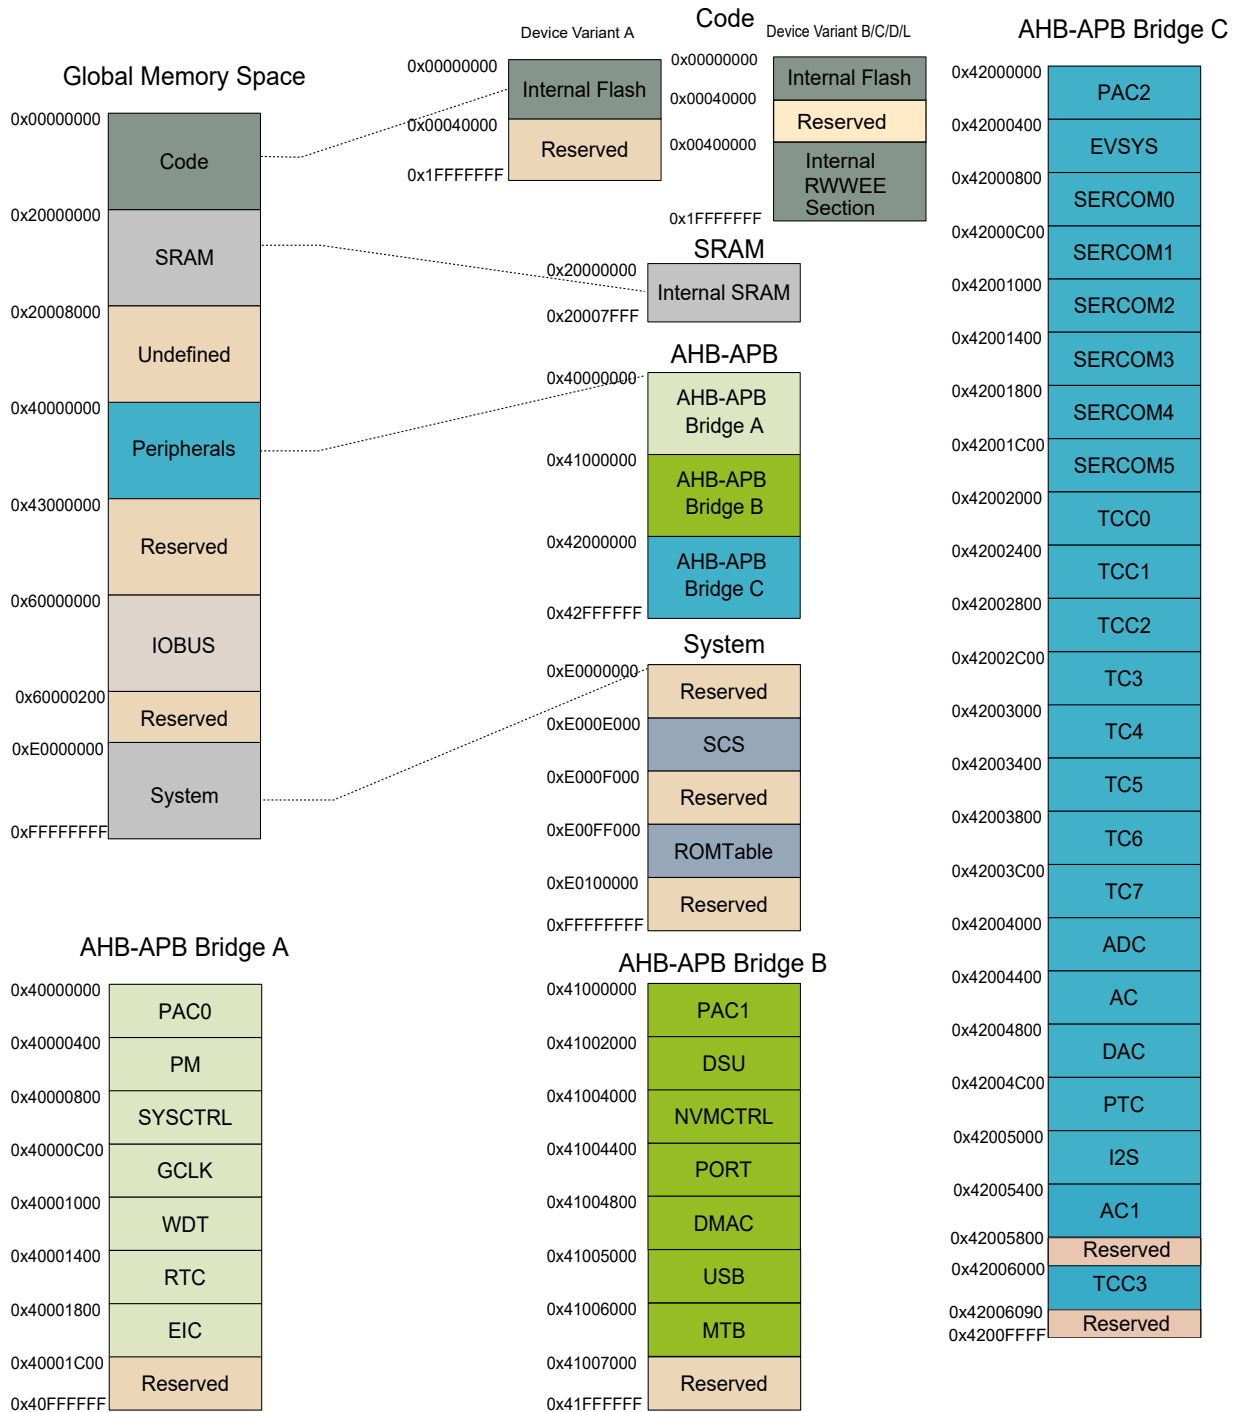 Global Memory Space
0x00000000
Code
0x20000000
SRAM
0x20008000
Undefined
0x40000000
Peripherals
0x43000000
Reserved
0x60000000
IOBUS
0x60000200
Reserved
0xE0000000
System
0xFFFFFFFF
Code
Device Variant A
0x00000000
Internal Flash
0x00040000
Reserved
0x1FFFFFFF
Device Variant B/C/D/L
0x00000000
Internal Flash
0x00040000
Reserved
0x00400000
Internal
RWWEE
Section
0x1FFFFFFF
SRAM
0x20000000
Internal SRAM
0x20007FFF
AHB-APB
0x40000000
AHB-APB
Bridge A
0x41000000
AHB-APB
Bridge B
0x42000000
AHB-APB
Bridge C
0x42FFFFFF
System
0xE0000000
Reserved
0xE000E000
SCS
0xE000F000
Reserved
0xE00FF000
ROMTable
0xE0100000
Reserved
0xFFFFFFFF
AHB-APB Bridge A
0x40000000
PAC0
0x40000400
PM
0x40000800
SYSCTRL
0x40000C00
GCLK
0x40001000
WDT
0x40001400
RTC
0x40001800
EIC
0x40001C00
Reserved
0x40FFFFFF
AHB-APB Bridge B
0x41000000
PAC1
0x41002000
DSU
0x41004000
NVMCTRL
0x41004400
PORT
0x41004800
DMAC
0x41005000
USB
0x41006000
MTB
0x41007000
Reserved
0x41FFFFFF
AHB-APB Bridge C
0x42000000
PAC2
0x42000400
EVSYS
0x42000800
SERCOM0
0x42000C00
SERCOM1
0x42001000
SERCOM2
0x42001400
SERCOM3
0x42001800
SERCOM4
0x42001C00
SERCOM5
0x42002000
TCC0
0x42002400
TCC1
0x42002800
TCC2
0x42002C00
TC3
0x42003000
TC4
0x42003400
TC5
0x42003800
TC6
0x42003C00
TC7
0x42004000
ADC
0x42004400
AC
0x42004800
DAC
0x42004C00
PTC
0x42005000
I2S
0x42005400
AC1
0x42005800
Reserved
0x42006000
TCC3
0x42006090
Reserved
0x4200FFFF